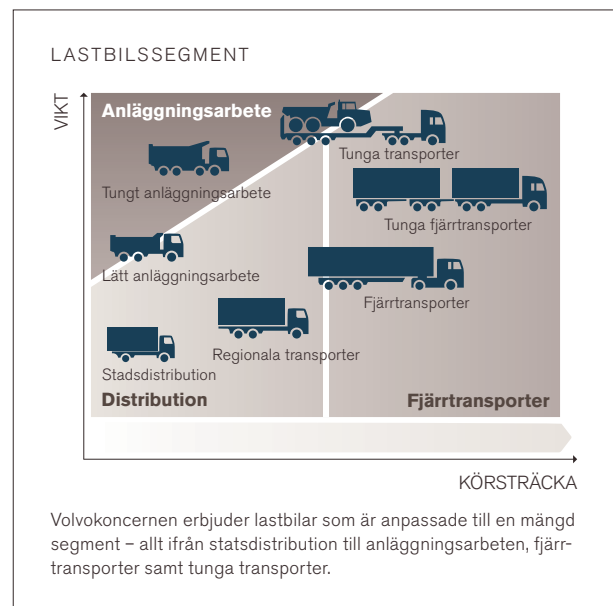 LASTBILSSEGMENT
VIKT
Anläggningsarbete
Tunga transporter
Tungt anläggningsarbete
Tunga fjärrtransporter
Lätt anläggningsarbete
Fjärrtransporter
Regionala transporter
Stadsdistribution
Distribution
Fjärrtransporter
KÖRSTRÄCKA
Volvokoncernen erbjuder lastbilar som är anpassade till en mängd
segment – allt ifrån statsdistribution till anläggningsarbeten, fjärr-
transporter samt tunga transporter.